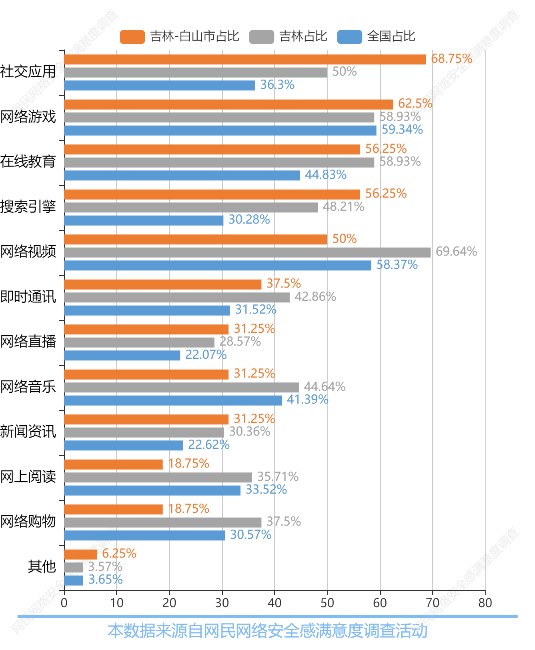 吉林-白山市占比 吉林占比 全国占比
社交应用 68.75% 50% 36.3%
网络游戏 62.5% 58.93% 59.34%
在线教育 56.25% 58.93% 44.83%
搜索引擎 56.25% 48.21% 30.28%
网络视频 50% 69.64% 58.37%
即时通讯 37.5% 42.86% 31.52%
网络直播 31.25% 28.57% 22.07%
网络音乐 31.25% 44.64% 41.39%
新闻资讯 31.25% 30.36% 22.62%
网上阅读 18.75% 35.71% 33.52%
网络购物 18.75% 37.5% 30.57%
其他 6.25% 3.57% 3.65%
0 10 20 30 40 50 60 70 80
本数据来源自网民网络安全感满意度调查活动